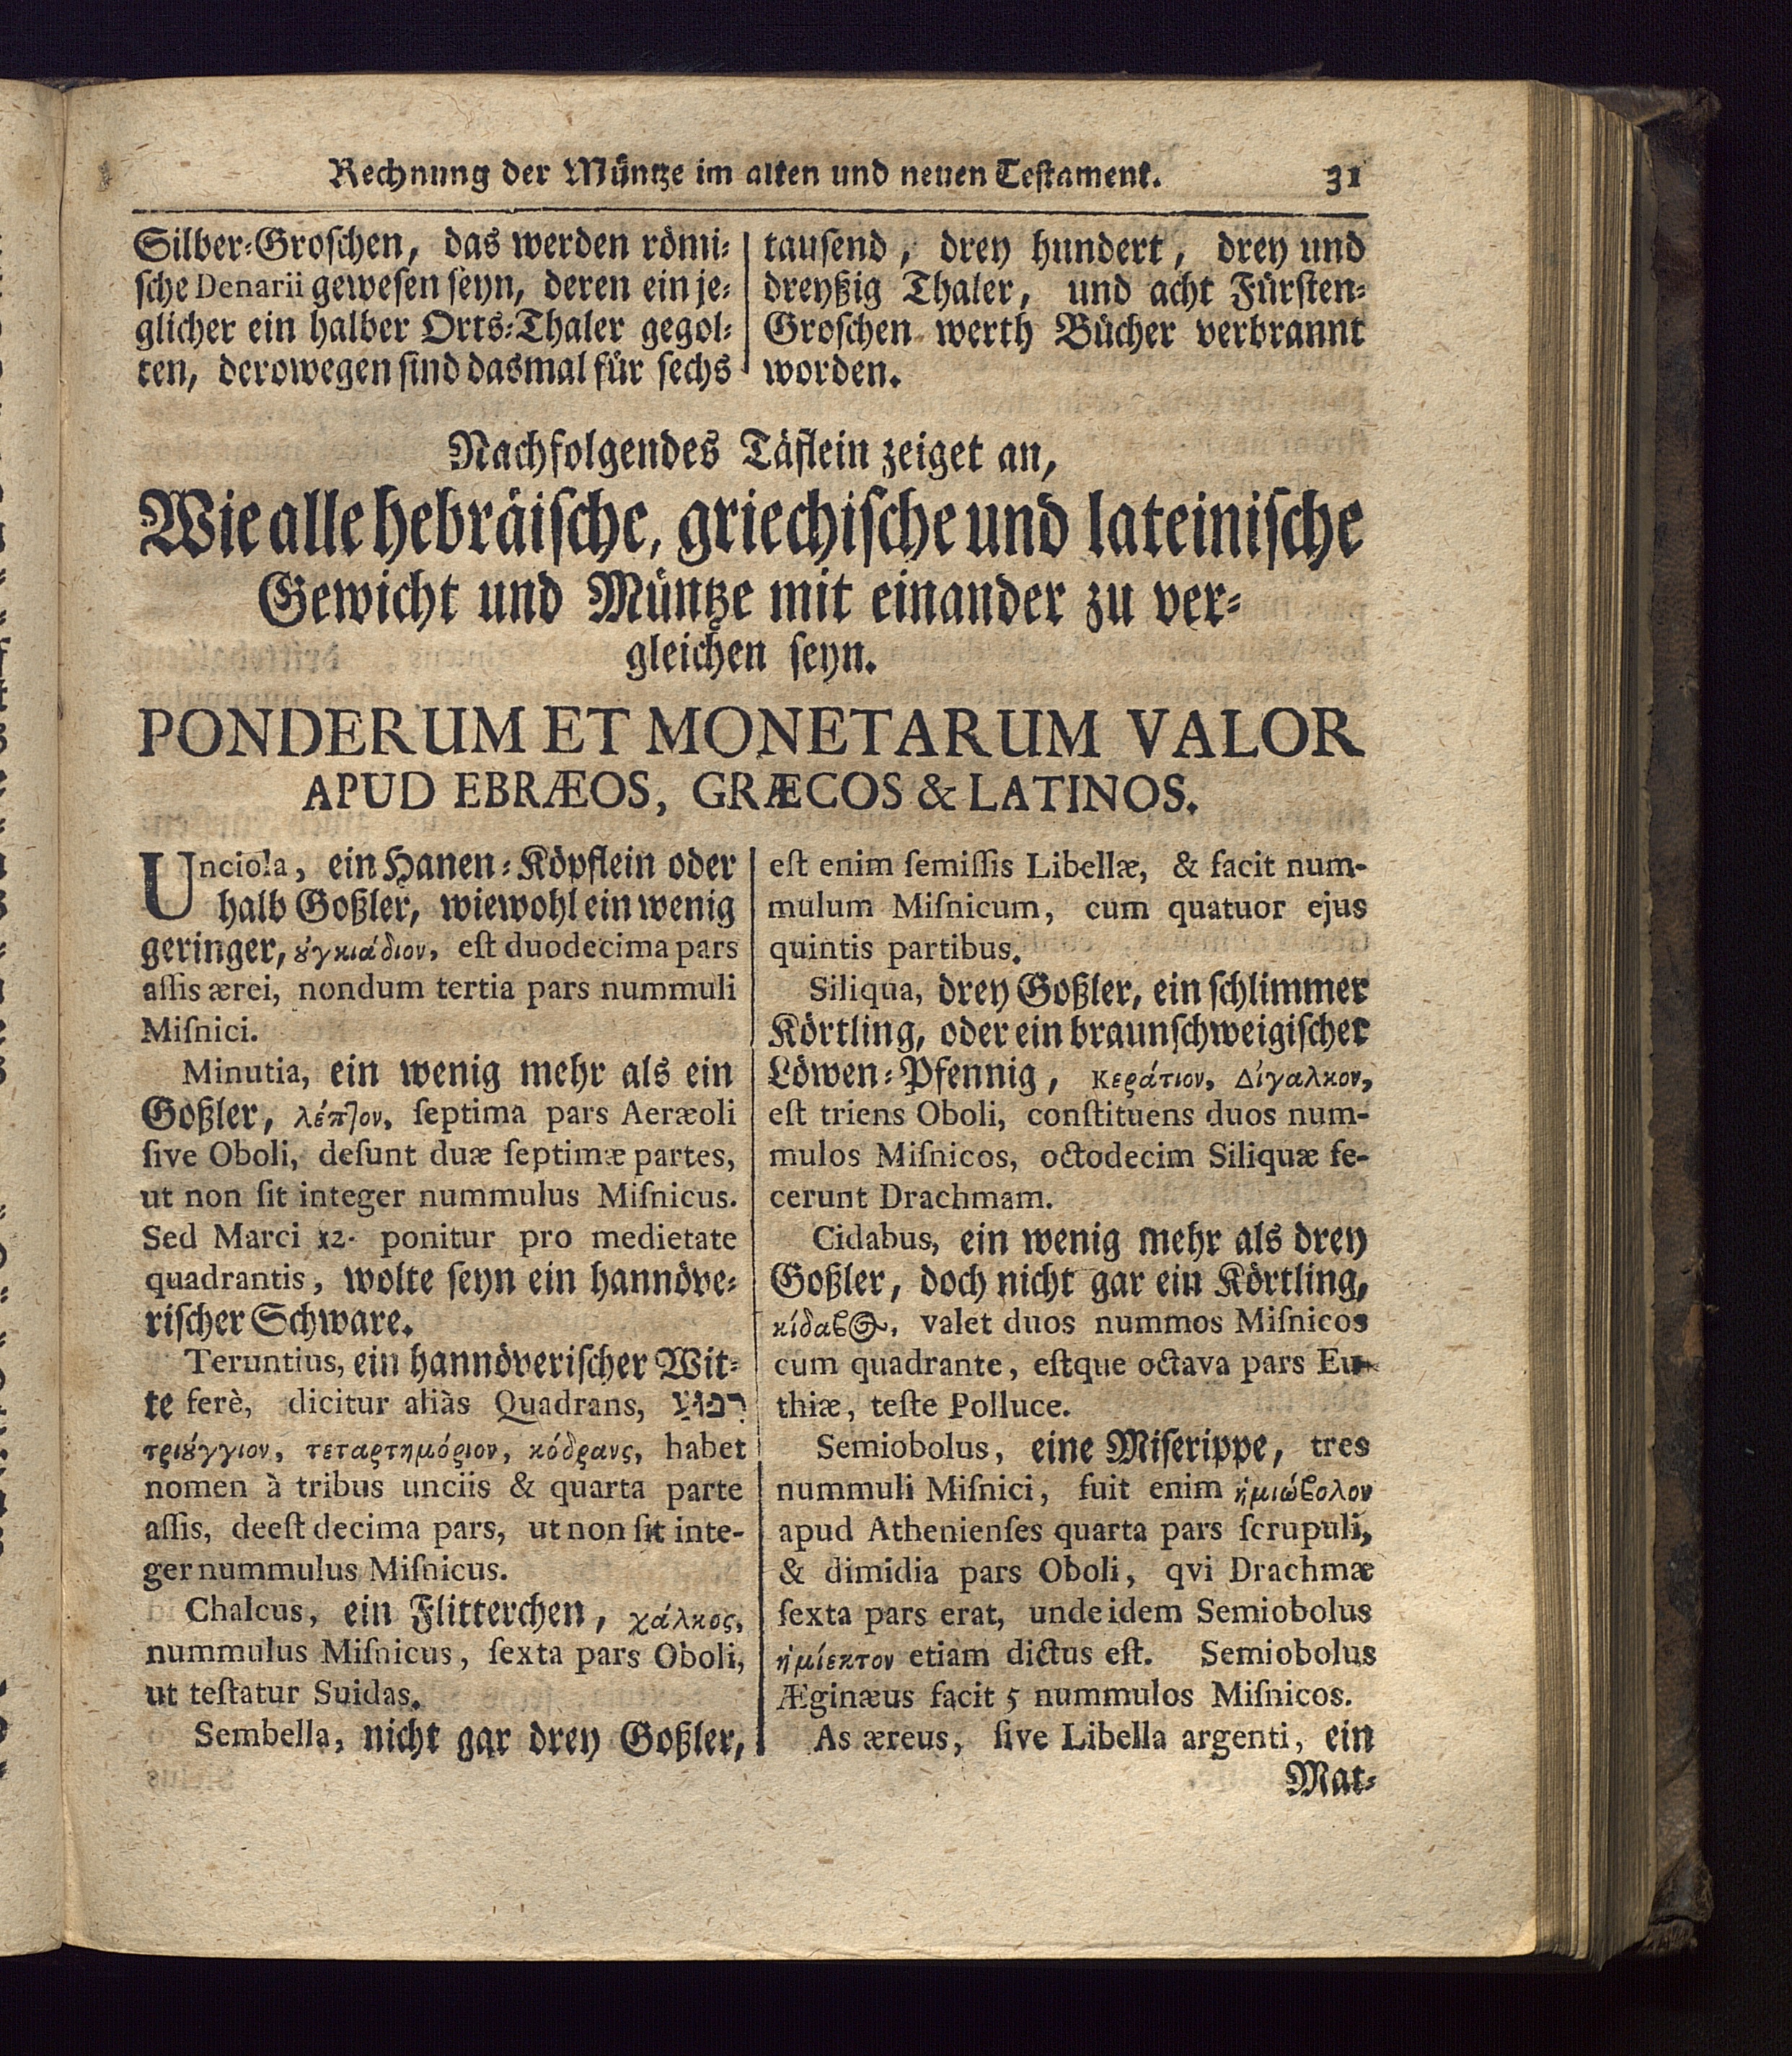 Rechnung der Müntze im alten und neuen Testament. 31
Silber-Groschen, das werden römi-
sche Denarii gewesen seyn, deren ein je-
glicher ein halber Orts-Thaler gegol-
ten, derowegen sind dasmal für sechs
tausend, drey hundert, drey und
dreyßig Thaler, und acht Fürsten-
Groschen werth Bücher verbrannt
worden.
Nachfolgendes Täflein zeiget an,
Wie alle hebräische, griechische und lateinische
Gewicht und Müntze mit einander zu ver-
gleichen seyn.
PONDERUM ET MONETARUM VALOR
APUD EBRÆOS, GRÆCOS & LATINOS.
Unciola, ein Hanen-Köpflein oder
halb Goßler, wiewohl ein wenig
geringer, ȣ̓γκιάδιον, est duodecima pars
assis ærei, nondum tertia pars nummuli
Misnici.
Minutia, ein wenig mehr als ein
Goßler, λέπτον, septima pars Aeræoli
sive Oboli, desunt duæ septimæ partes,
ut non sit integer nummulus Misnicus.
Sed Marci 12. ponitur pro medietate
quadrantis, wolte seyn ein hannöve-
rischer Schware.
Teruntius, ein hannöverischer Wit-
te ferè, dicitur aliàs Quadrans,
τριȣ́γγιον, τεταρτημόριον, κόδρανς, habet
nomen à tribus unciis & quarta parte
assis, deest decima pars, ut non sit inte-
ger nummulus Misnicus.
Chalcus, ein Flitterchen, χάλκος,
nummulus Misnicus, sexta pars Oboli,
ut testatur Suidas.
Sembella, nicht gar drey Goßler,
est enim semissis Libellæ, & facit num-
mulum Misnicum, cum quatuor ejus
quintis partibus.
Siliqua, drey Goßler, ein schlimmer
Körtling, oder ein braunschweigischer
Löwen-Pfennig, Κεράτιον, Δίγαλκον,
est triens Oboli, constituens duos num-
mulos Misnicos, octodecim Siliquæ fe-
cerunt Drachmam.
Cidabus, ein wenig mehr als drey
Goßler, doch nicht gar ein Körtling,
κίδαϐος, valet duos nummos Misnicos
cum quadrante, estque octava pars Eu-
thiæ, teste Polluce.
Semiobolus, eine Miserippe, tres
nummuli Misnici, fuit enim ἡμιώϐολον
apud Athenienses quarta pars scrupuli,
& dimidia pars Oboli, qvi Drachmæ
sexta pars erat, unde idem Semiobolus
ἡμίεκτον etiam dictus est. Semiobolus
Æginæus facit 5 nummulos Misnicos.
As æreus, sive Libella argenti, ein
Mat-